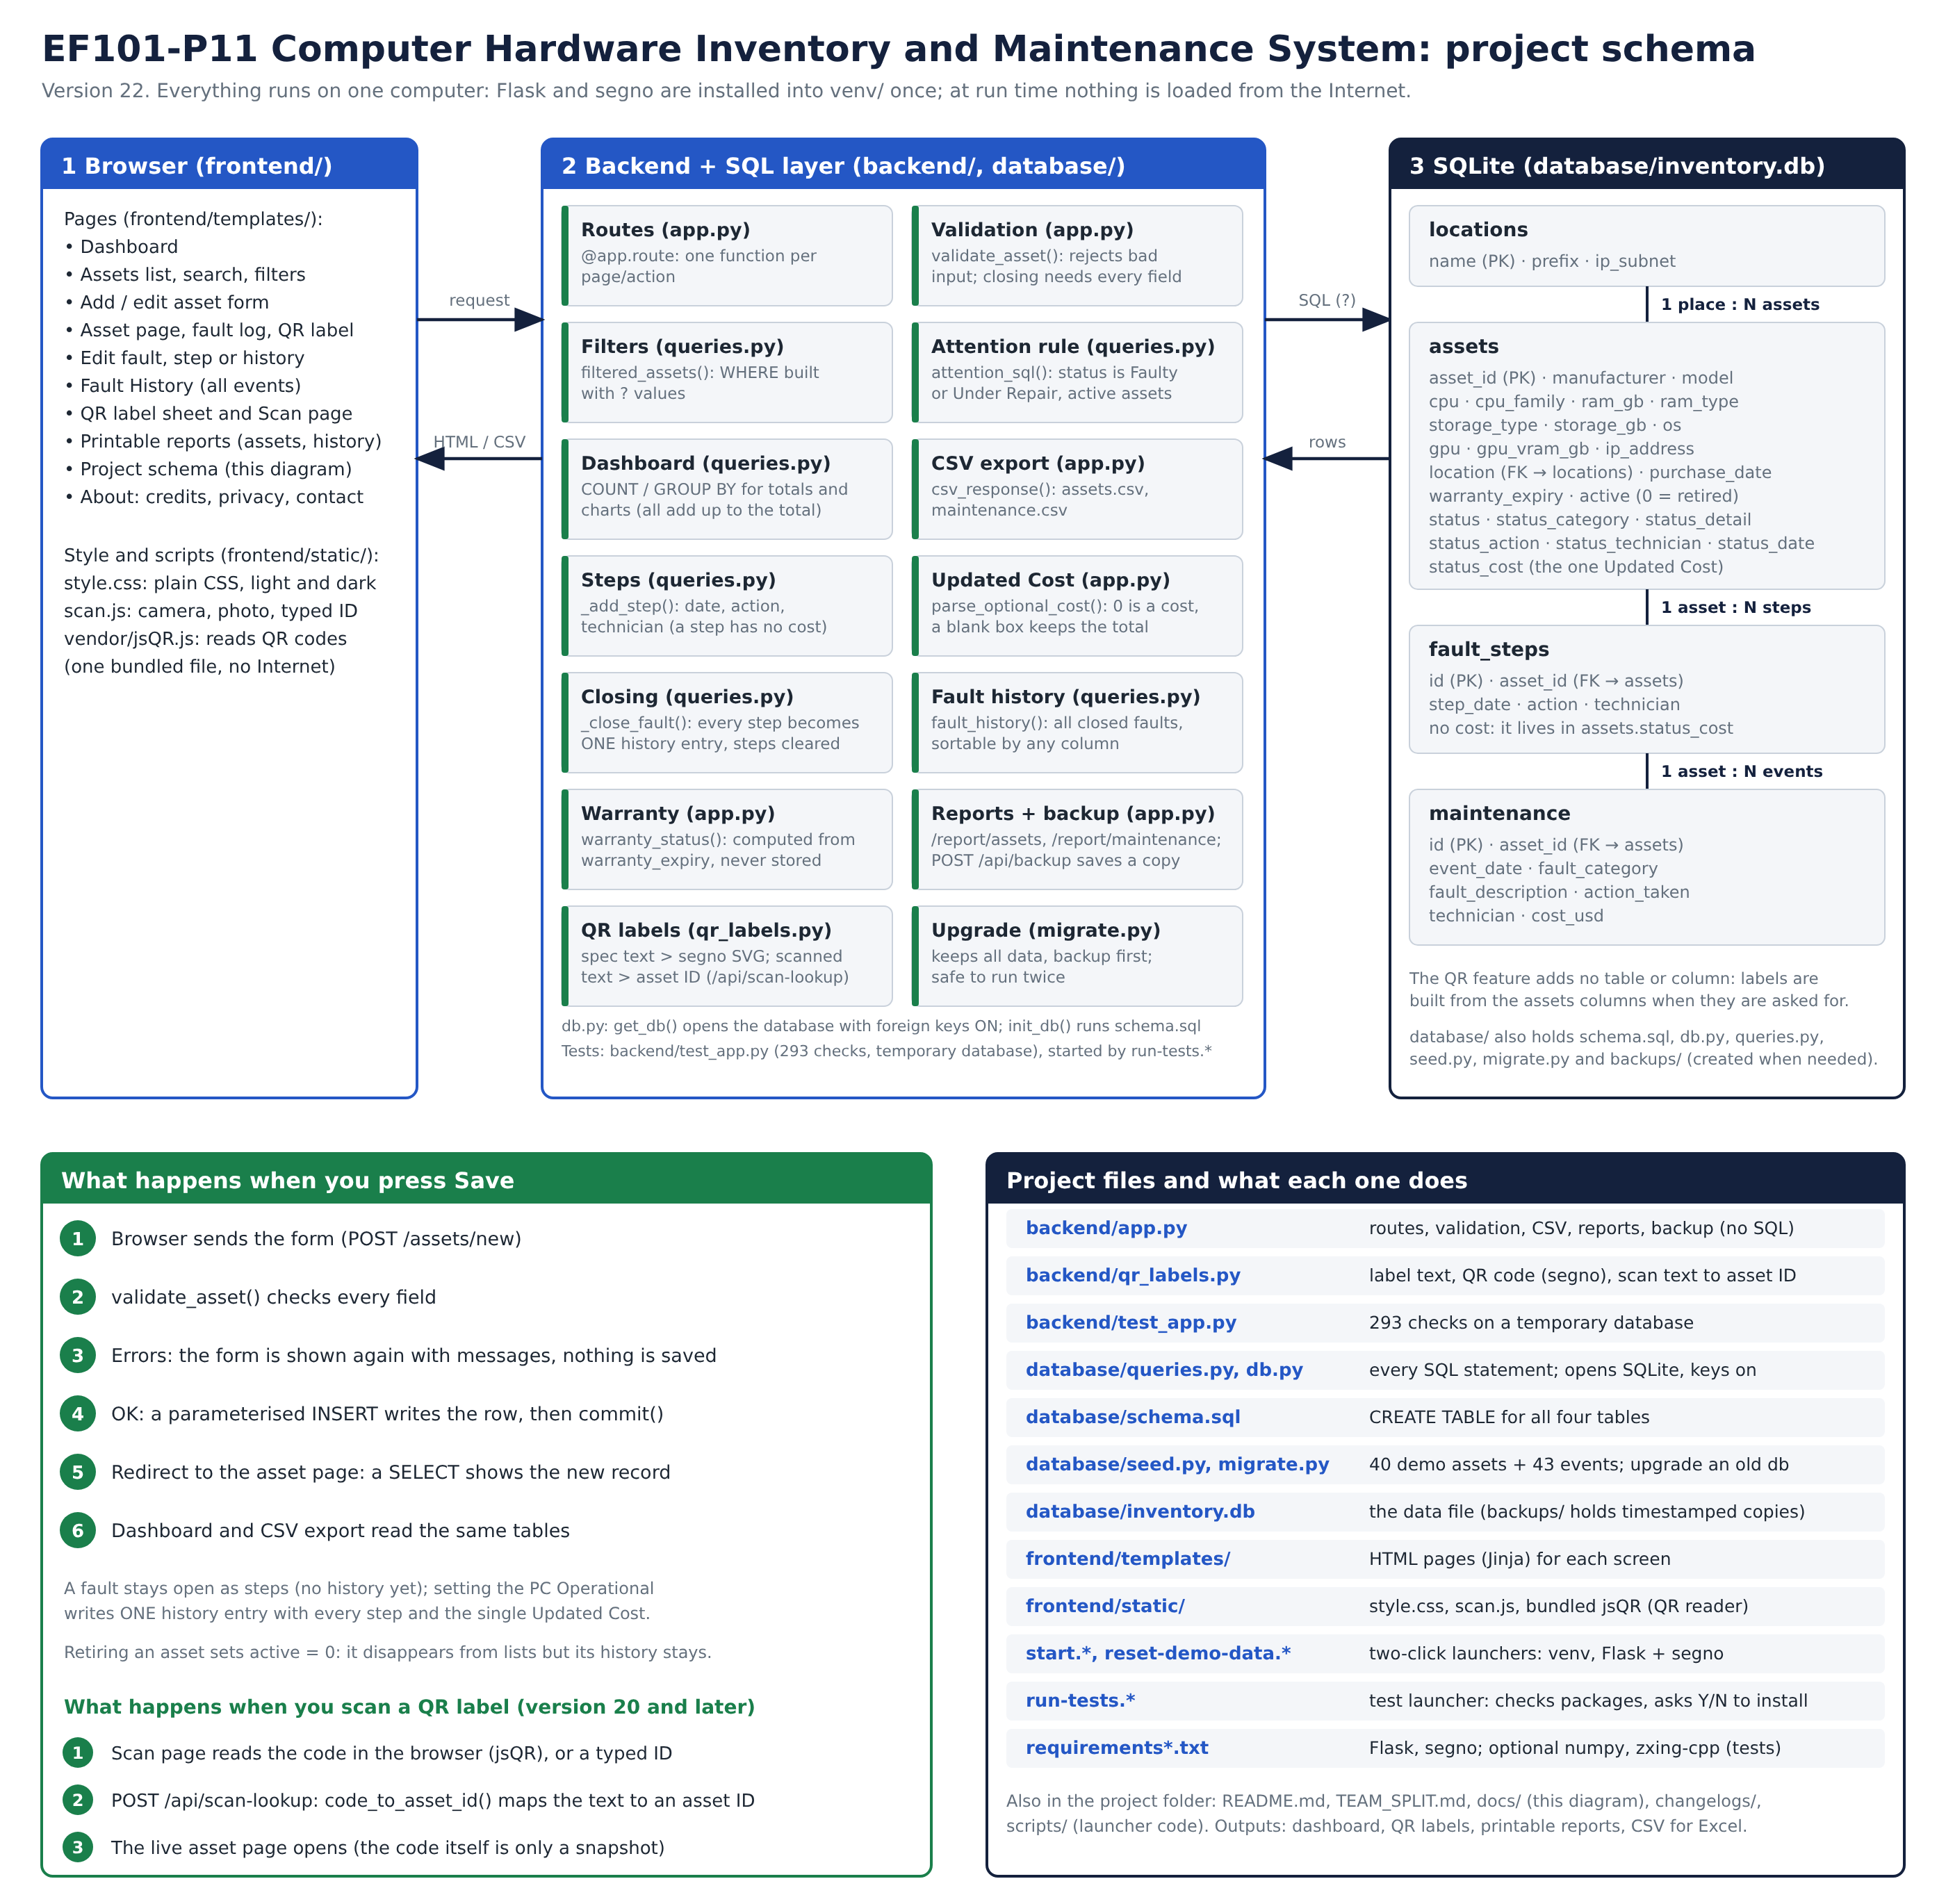 EF101-P11 Computer Hardware Inventory and Maintenance System: project schema
Version 22. Everything runs on one computer: Flask and segno are installed into venv/ once; at run time nothing is loaded from the Internet.
1 Browser (frontend/)
Pages (frontend/templates/):
• Dashboard
• Assets list, search, filters
• Add / edit asset form
• Asset page, fault log, QR label
• Edit fault, step or history
• Fault History (all events)
• QR label sheet and Scan page
• Printable reports (assets, history)
• Project schema (this diagram)
• About: credits, privacy, contact
Style and scripts (frontend/static/):
style.css: plain CSS, light and dark
scan.js: camera, photo, typed ID
vendor/jsQR.js: reads QR codes
(one bundled file, no Internet)
request
HTML / CSV
2 Backend + SQL layer (backend/, database/)
Routes (app.py)
@app.route: one function per
page/action
Validation (app.py)
validate_asset(): rejects bad
input; closing needs every field
Filters (queries.py)
filtered_assets(): WHERE built
with ? values
Attention rule (queries.py)
attention_sql(): status is Faulty
or Under Repair, active assets
Dashboard (queries.py)
COUNT / GROUP BY for totals and
charts (all add up to the total)
CSV export (app.py)
csv_response(): assets.csv,
maintenance.csv
Steps (queries.py)
_add_step(): date, action,
technician (a step has no cost)
Updated Cost (app.py)
parse_optional_cost(): 0 is a cost,
a blank box keeps the total
Closing (queries.py)
_close_fault(): every step becomes
ONE history entry, steps cleared
Fault history (queries.py)
fault_history(): all closed faults,
sortable by any column
Warranty (app.py)
warranty_status(): computed from
warranty_expiry, never stored
Reports + backup (app.py)
/report/assets, /report/maintenance;
POST /api/backup saves a copy
QR labels (qr_labels.py)
spec text > segno SVG; scanned
text > asset ID (/api/scan-lookup)
Upgrade (migrate.py)
keeps all data, backup first;
safe to run twice
db.py: get_db() opens the database with foreign keys ON; init_db() runs schema.sql
Tests: backend/test_app.py (293 checks, temporary database), started by run-tests.*
SQL (?)
rows
3 SQLite (database/inventory.db)
locations
name (PK) · prefix · ip_subnet
1 place : N assets
assets
asset_id (PK) · manufacturer · model
cpu · cpu_family · ram_gb · ram_type
storage_type · storage_gb · os
gpu · gpu_vram_gb · ip_address
location (FK → locations) · purchase_date
warranty_expiry · active (0 = retired)
status · status_category · status_detail
status_action · status_technician · status_date
status_cost (the one Updated Cost)
1 asset : N steps
fault_steps
id (PK) · asset_id (FK → assets)
step_date · action · technician
no cost: it lives in assets.status_cost
1 asset : N events
maintenance
id (PK) · asset_id (FK → assets)
event_date · fault_category
fault_description · action_taken
technician · cost_usd
The QR feature adds no table or column: labels are
built from the assets columns when they are asked for.
database/ also holds schema.sql, db.py, queries.py,
seed.py, migrate.py and backups/ (created when needed).
What happens when you press Save
1 Browser sends the form (POST /assets/new)
2 validate_asset() checks every field
3 Errors: the form is shown again with messages, nothing is saved
4 OK: a parameterised INSERT writes the row, then commit()
5 Redirect to the asset page: a SELECT shows the new record
6 Dashboard and CSV export read the same tables
A fault stays open as steps (no history yet); setting the PC Operational
writes ONE history entry with every step and the single Updated Cost.
Retiring an asset sets active = 0: it disappears from lists but its history stays.
What happens when you scan a QR label (version 20 and later)
1 Scan page reads the code in the browser (jsQR), or a typed ID
2 POST /api/scan-lookup: code_to_asset_id() maps the text to an asset ID
3 The live asset page opens (the code itself is only a snapshot)
Project files and what each one does
backend/app.py routes, validation, CSV, reports, backup (no SQL)
backend/qr_labels.py label text, QR code (segno), scan text to asset ID
backend/test_app.py 293 checks on a temporary database
database/queries.py, db.py every SQL statement; opens SQLite, keys on
database/schema.sql CREATE TABLE for all four tables
database/seed.py, migrate.py 40 demo assets + 43 events; upgrade an old db
database/inventory.db the data file (backups/ holds timestamped copies)
frontend/templates/ HTML pages (Jinja) for each screen
frontend/static/ style.css, scan.js, bundled jsQR (QR reader)
start.*, reset-demo-data.* two-click launchers: venv, Flask + segno
run-tests.* test launcher: checks packages, asks Y/N to install
requirements*.txt Flask, segno; optional numpy, zxing-cpp (tests)
Also in the project folder: README.md, TEAM_SPLIT.md, docs/ (this diagram), changelogs/,
scripts/ (launcher code). Outputs: dashboard, QR labels, printable reports, CSV for Excel.